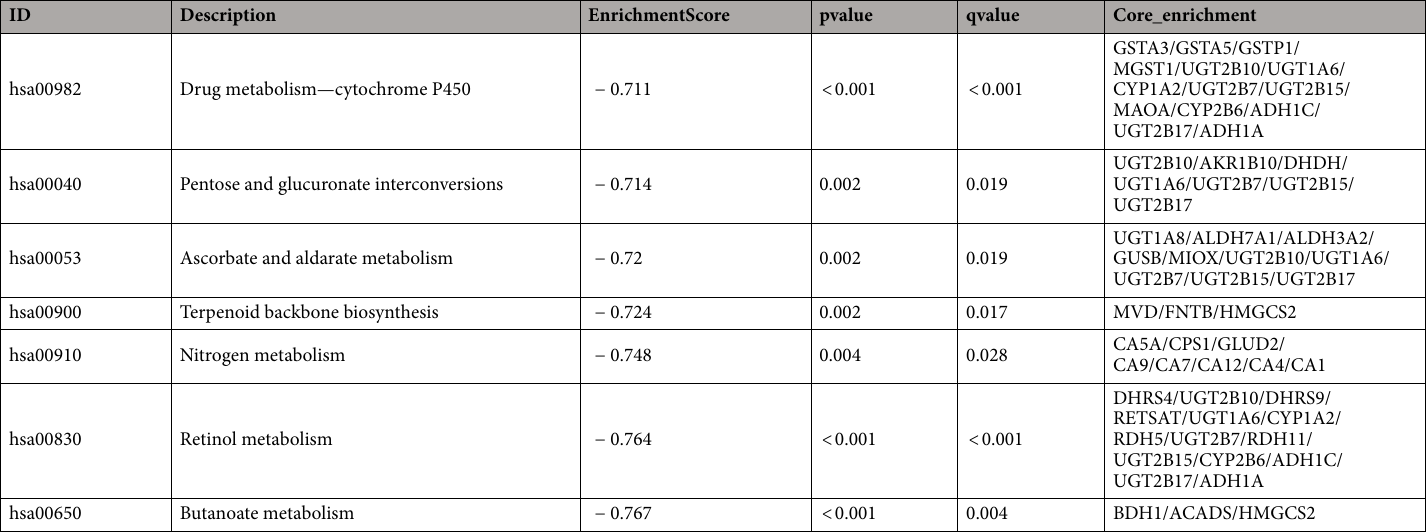 ID Description EnrichmentScore pvalue qvalue Core_enrichment
hsa00982 Drug metabolism—cytochrome P450 − 0.711 < 0.001 < 0.001 GSTA3/GSTA5/GSTP1/
MGST1/UGT2B10/UGT1A6/
CYP1A2/UGT2B7/UGT2B15/
MAOA/CYP2B6/ADH1C/
UGT2B17/ADH1A
hsa00040 Pentose and glucuronate interconversions − 0.714 0.002 0.019 UGT2B10/AKR1B10/DHDH/
UGT1A6/UGT2B7/UGT2B15/
UGT2B17
hsa00053 Ascorbate and aldarate metabolism − 0.72 0.002 0.019 UGT1A8/ALDH7A1/ALDH3A2/
GUSB/MIOX/UGT2B10/UGT1A6/
UGT2B7/UGT2B15/UGT2B17
hsa00900 Terpenoid backbone biosynthesis − 0.724 0.002 0.017 MVD/FNTB/HMGCS2
hsa00910 Nitrogen metabolism − 0.748 0.004 0.028 CA5A/CPS1/GLUD2/
CA9/CA7/CA12/CA4/CA1
hsa00830 Retinol metabolism − 0.764 < 0.001 < 0.001 DHRS4/UGT2B10/DHRS9/
RETSAT/UGT1A6/CYP1A2/
RDH5/UGT2B7/RDH11/
UGT2B15/CYP2B6/ADH1C/
UGT2B17/ADH1A
hsa00650 Butanoate metabolism − 0.767 < 0.001 0.004 BDH1/ACADS/HMGCS2